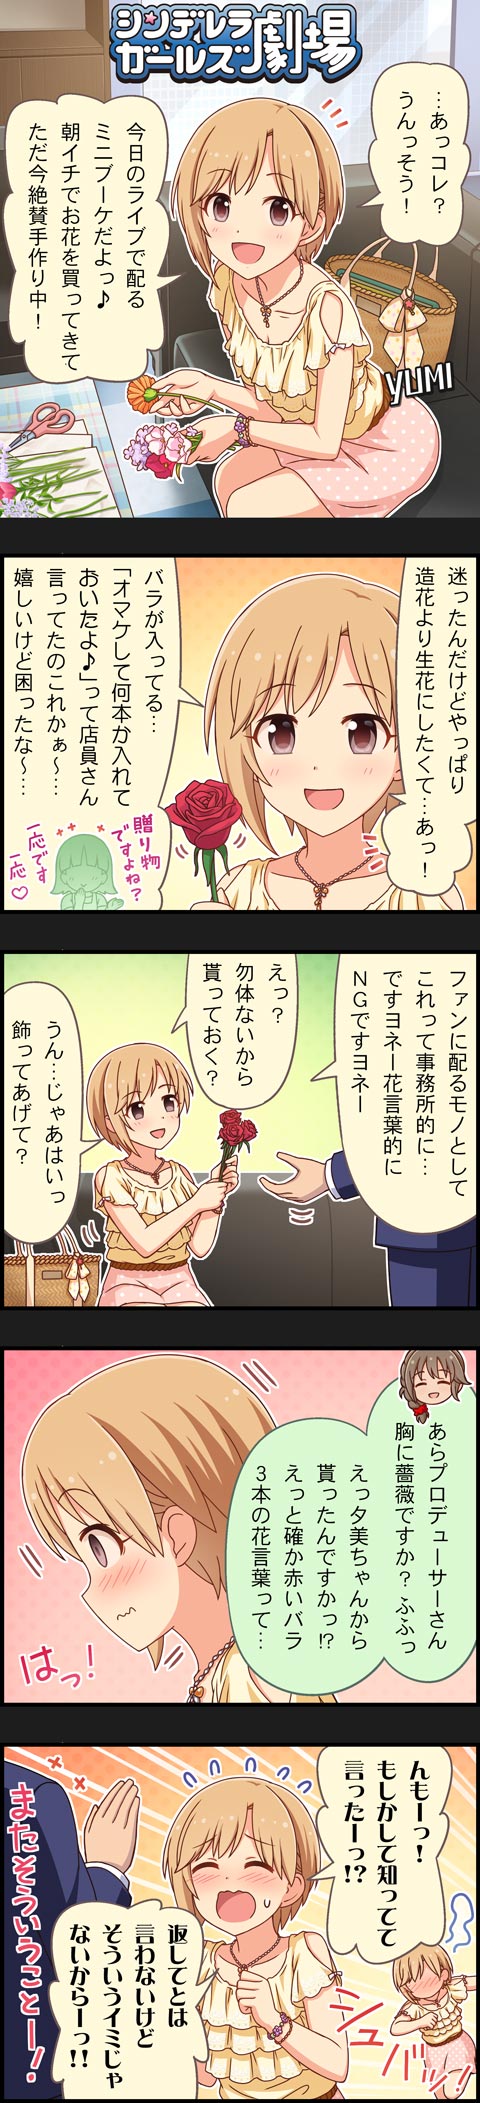 シンデレラ
ガールズ劇場
…あっコレ？
うんっそう！
今日のライブで配る
ミニブーケだよっ♪
朝イチでお花を買ってきて
ただ今絶賛手作り中！
YUMI
迷ったんだけどやっぱり
造花より生花にしたくて…あっ！
バラが入ってる…
「オマケして何本か入れて
おいたよ♪」って店員さん
言ってたのこれかぁ〜…
嬉しいけど困ったな〜…
贈り物
ですよね？
一応です
一応♡
ファンに配るモノとして
これって事務所的に…
ですヨネー花言葉的に
ＮＧですヨネー
えっ？
勿体ないから
貰っておく？
うん…じゃあはいっ
飾ってあげて？
あらプロデューサーさん
胸に薔薇ですか？ふふっ
えっ夕美ちゃんから
貰ったんですかっ!?
えっと確か赤いバラ
３本の花言葉って…
はっ！
んもーっ！
もしかして知ってて
言ったーっ!?
シュバッ！
返してとは
言わないけど
そういうイミじゃ
ないからーっ!!
またそういうことー！